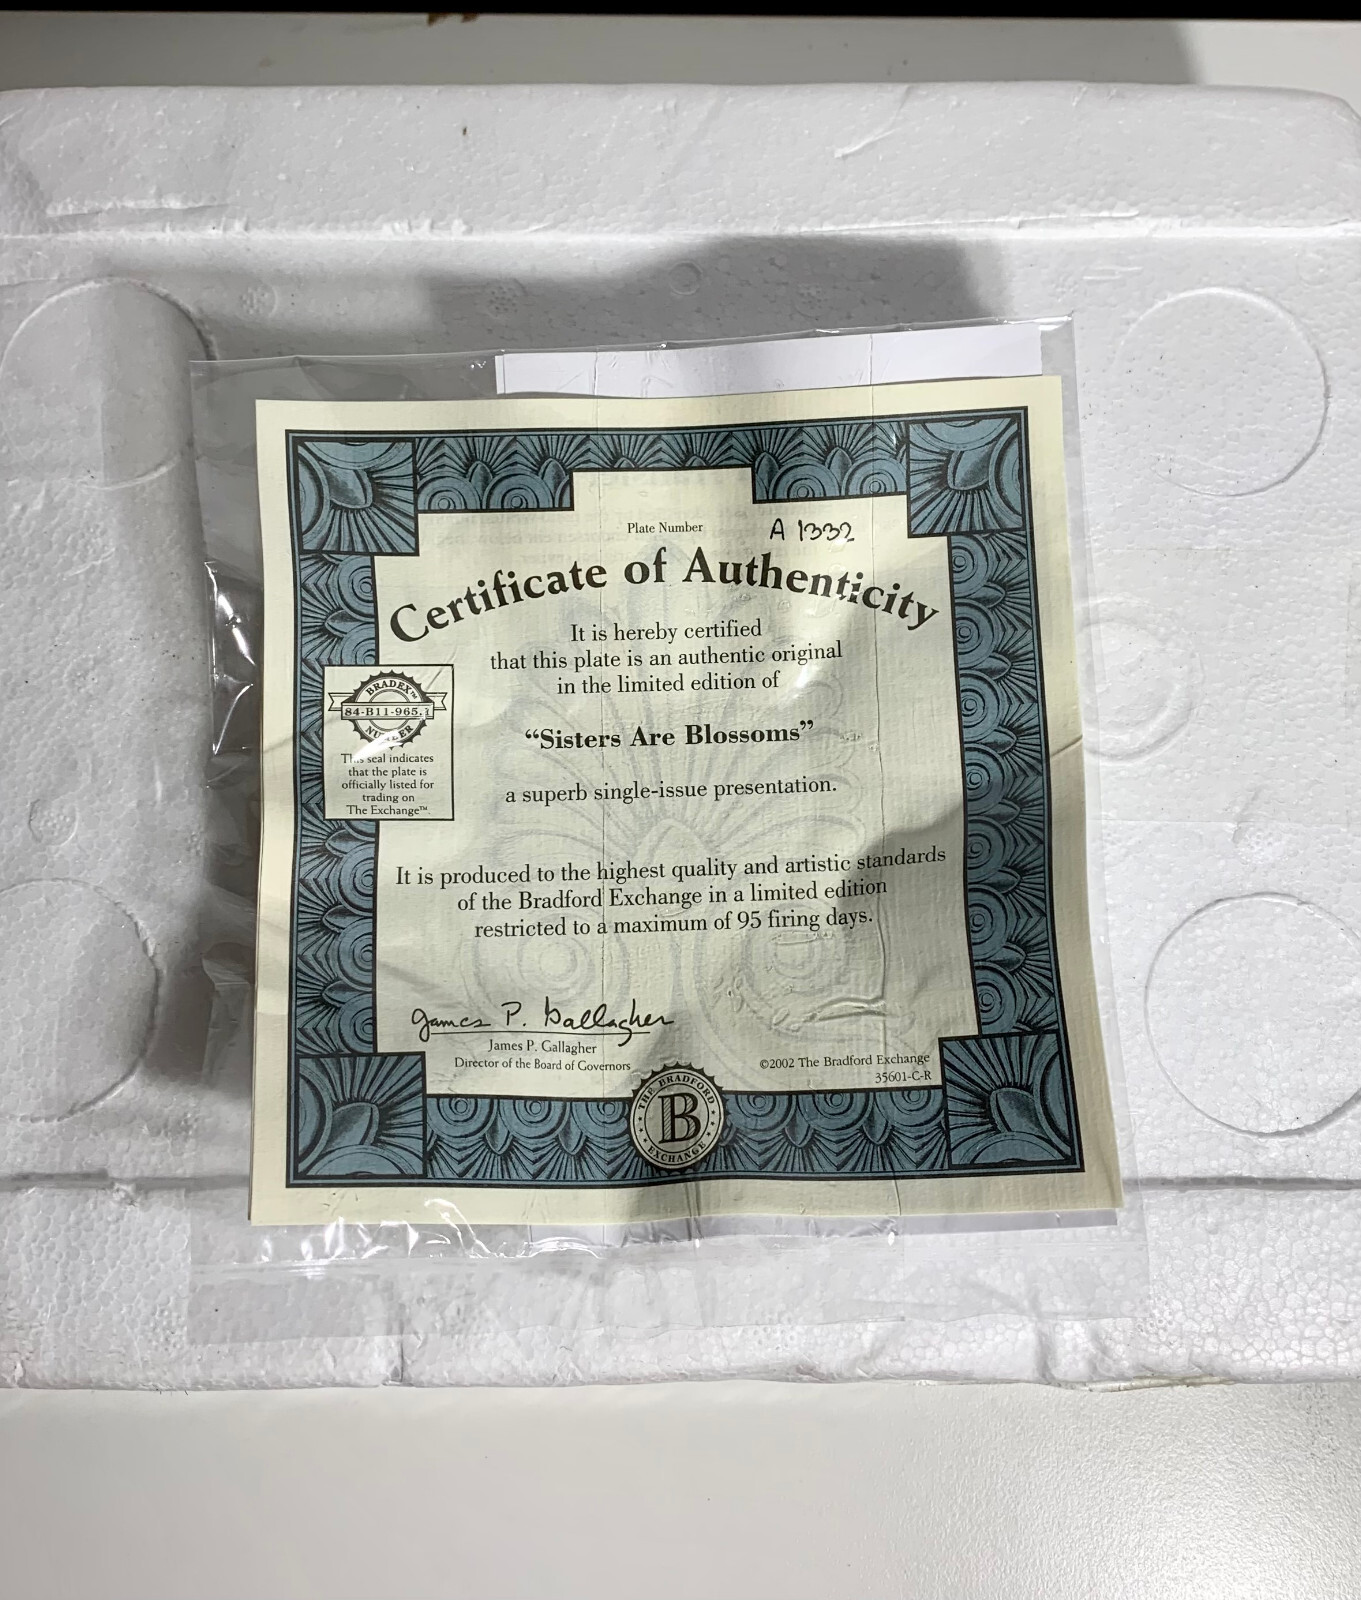 Plate Number A 1332
Certificate of Authenticity
It is hereby certified
that this plate is an authentic original
in the limited edition of
“Sisters Are Blossoms”
a superb single-issue presentation.
BRADEX™
84-B11-965.1
NUMBER
This seal indicates
that the plate is
officially listed for
trading on
The Exchange™.
It is produced to the highest quality and artistic standards
of the Bradford Exchange in a limited edition
restricted to a maximum of 95 firing days.
James P. Gallagher
James P. Gallagher
Director of the Board of Governors
©2002 The Bradford Exchange
35601-C-R
THE BRADFORD
B
EXCHANGE